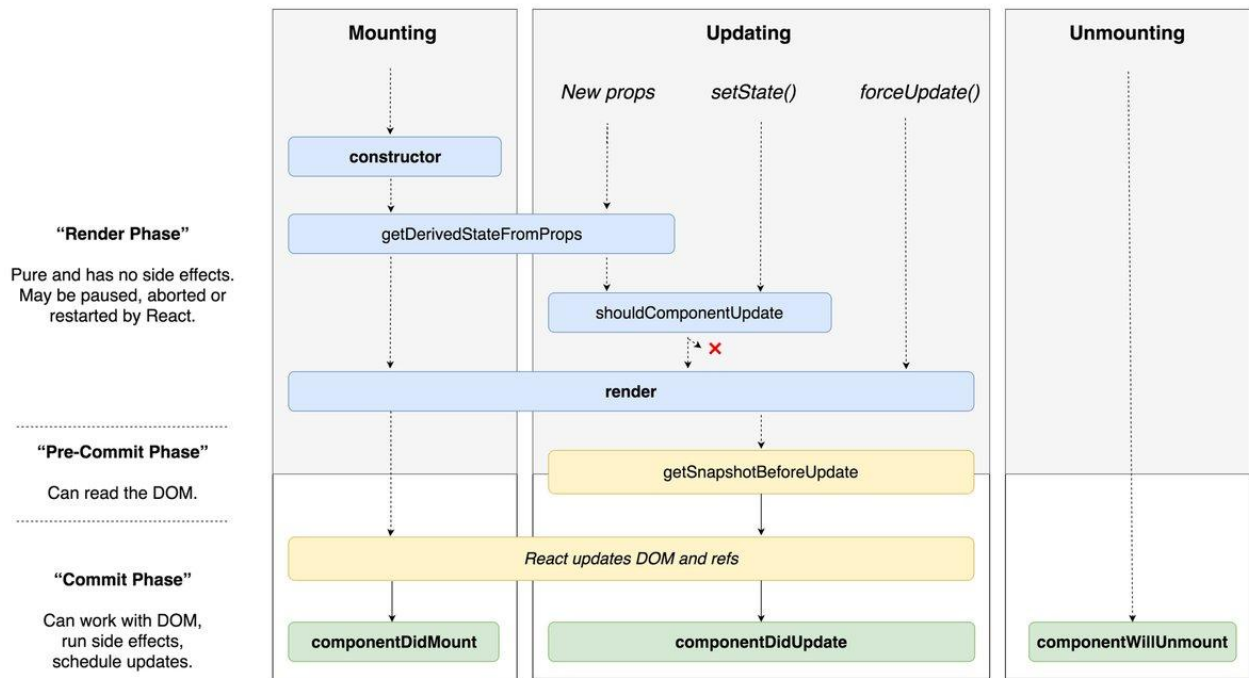 Mounting
Updating
Unmounting
New props
setState()
forceUpdate()
constructor
“Render Phase”
getDerivedStateFromProps
Pure and has no side effects.
May be paused, aborted or
restarted by React.
shouldComponentUpdate
render
“Pre-Commit Phase”
getSnapshotBeforeUpdate
Can read the DOM.
React updates DOM and refs
“Commit Phase”
Can work with DOM,
run side effects,
schedule updates.
componentDidMount
componentDidUpdate
componentWillUnmount